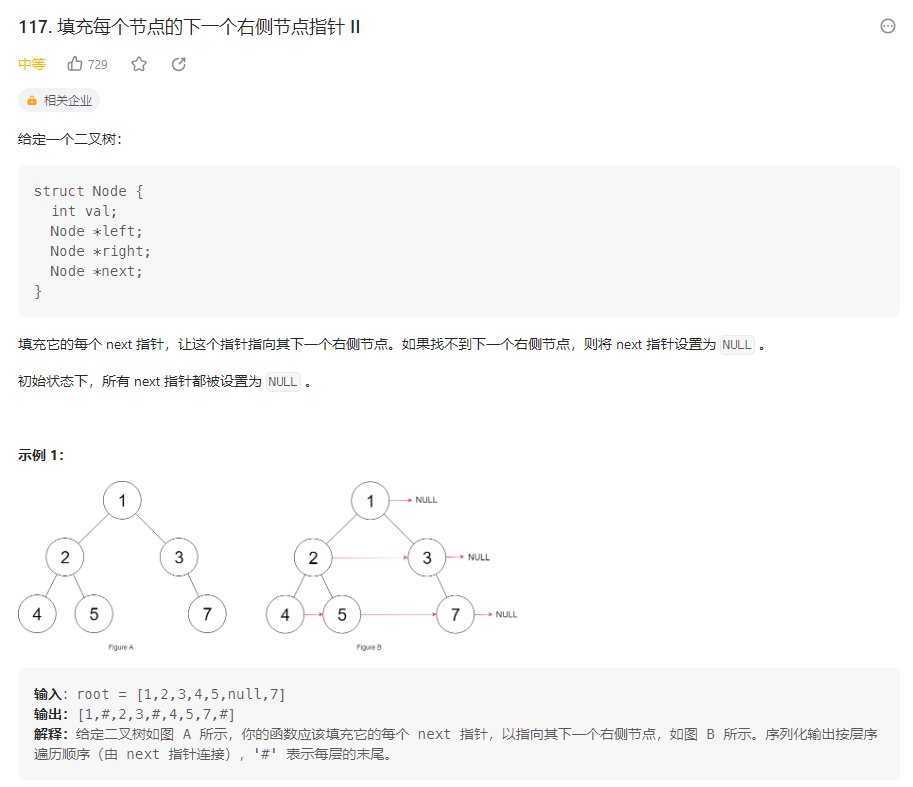 117. 填充每个节点的下一个右侧节点指针 II
中等 729
相关企业
给定一个二叉树：
struct Node {
  int val;
  Node *left;
  Node *right;
  Node *next;
}
填充它的每个 next 指针，让这个指针指向其下一个右侧节点。如果找不到下一个右侧节点，则将 next 指针设置为 NULL 。
初始状态下，所有 next 指针都被设置为 NULL 。
示例 1：
1 1 NULL
2 3 2 3 NULL
4 5 7 4 5 7 NULL
Figure A Figure B
输入：root = [1,2,3,4,5,null,7]
输出：[1,#,2,3,#,4,5,7,#]
解释：给定二叉树如图 A 所示，你的函数应该填充它的每个 next 指针，以指向其下一个右侧节点，如图 B 所示。序列化输出按层序
遍历顺序（由 next 指针连接），'#' 表示每层的末尾。